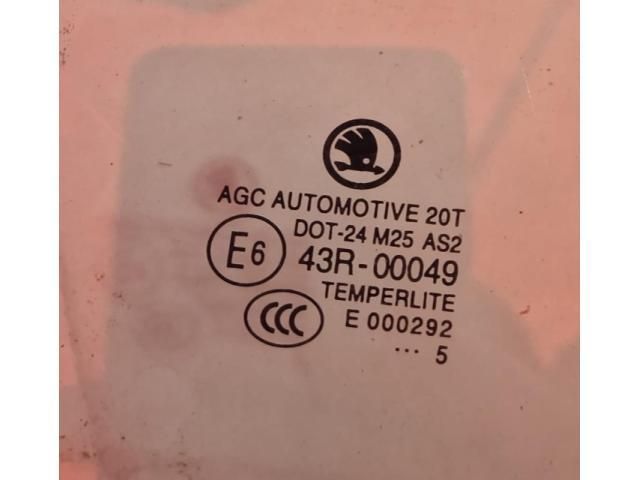 AGC AUTOMOTIVE 20T
DOT-24 M25 AS2
E6 43R-00049
TEMPERLITE
CCC E 000292
... 5